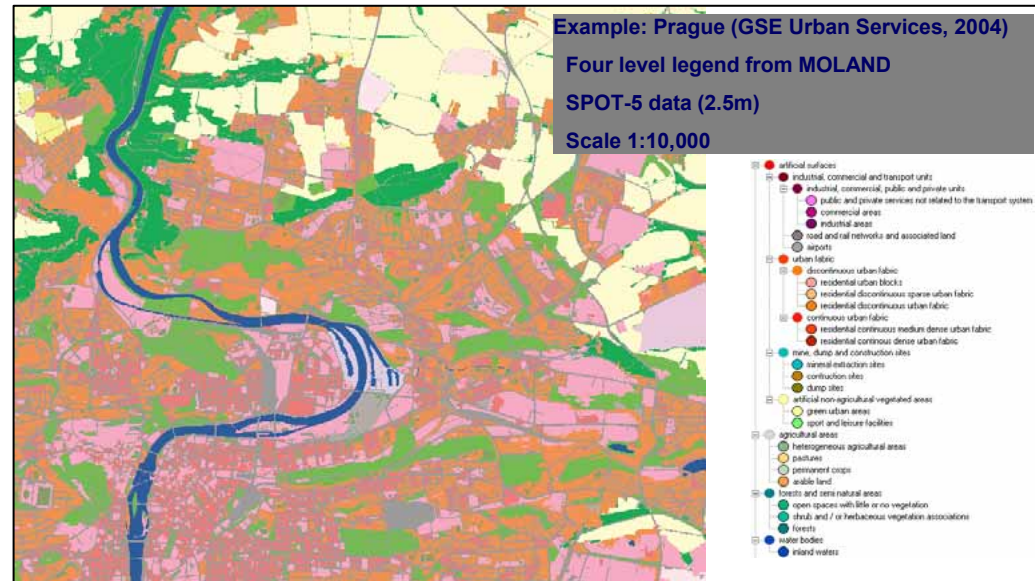 Example: Prague (GSE Urban Services, 2004)
Four level legend from MOLAND
SPOT-5 data (2.5m)
Scale 1:10,000
artificial surfaces
industrial, commercial and transport units
industrial, commercial, public and private units
public and private services not related to the transport system
commercial areas
industrial areas
road and rail networks and associated land
airports
urban fabric
discontinuous urban fabric
residential urban blocks
residential discontinuous sparse urban fabric
residential discontinuous urban fabric
continuous urban fabric
residential continuous medium dense urban fabric
residential continous dense urban fabric
mine, dump and construction sites
mineral extraction sites
contruction sites
dump sites
artificial non-agricultural vegetated areas
green urban areas
sport and leisure facilities
agricultural areas
heterogeneous agricultural areas
pastures
permanent crops
arable land
forests and semi natural areas
open spaces with little or no vegetation
shrub and / or herbaceous vegetation associations
forests
water bodies
inland waters